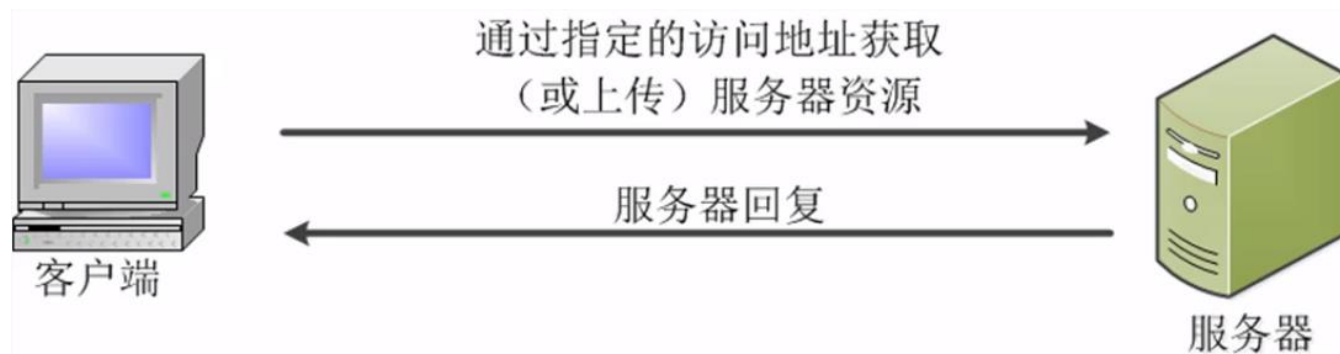 通过指定的访问地址获取
（或上传）服务器资源
服务器回复
客户端
服务器